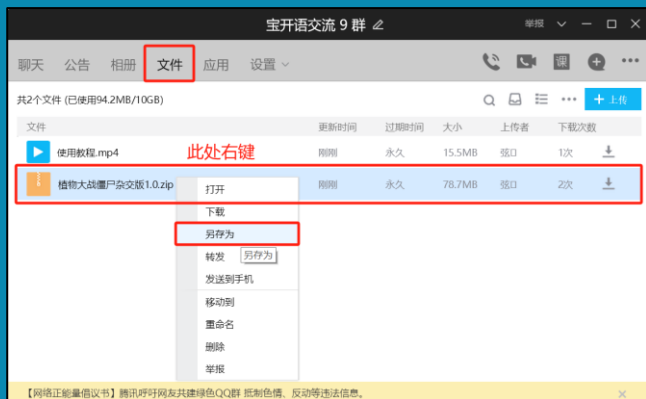 宝开语交流 9 群
举报
聊天 公告 相册 文件 应用 设置
课
共2个文件 (已使用94.2MB/10GB)
+ 上传
文件 更新时间 过期时间 大小 上传者 下载次数
使用教程.mp4 刚刚 永久 15.5MB 弦口 1次
此处右键
植物大战僵尸杂交版1.0.zip 刚刚 永久 78.7MB 弦口 2次
打开
下载
另存为
转发 另存为
发送到手机
移动到
重命名
删除
举报
【网络正能量倡议书】腾讯呼吁网友共建绿色QQ群 抵制色情、反动等违法信息。